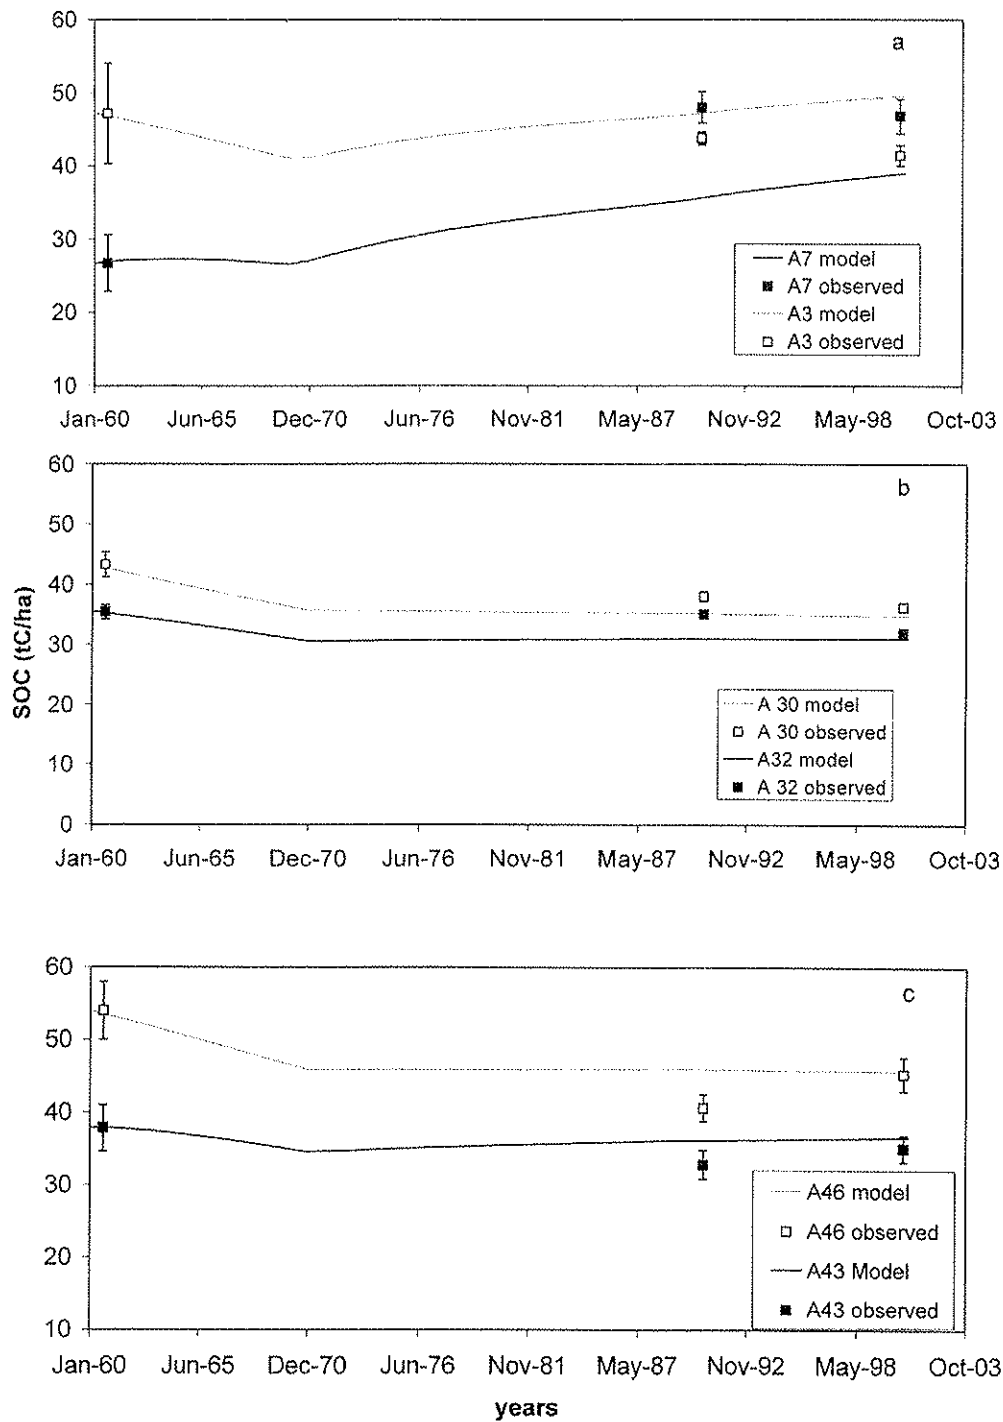 60
a
50
40
30
20
10
A7 model
A7 observed
A3 model
A3 observed
Jan-60 Jun-65 Dec-70 Jun-76 Nov-81 May-87 Nov-92 May-98 Oct-03
SOC (tC/ha)
60
b
50
40
30
20
10
0
A 30 model
A 30 observed
A32 model
A 32 observed
Jan-60 Jun-65 Dec-70 Jun-76 Nov-81 May-87 Nov-92 May-98 Oct-03
60
c
50
40
30
20
10
A46 model
A46 observed
A43 Model
A43 observed
Jan-60 Jun-65 Dec-70 Jun-76 Nov-81 May-87 Nov-92 May-98 Oct-03
years